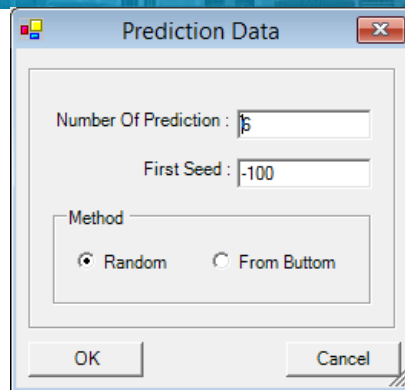 Prediction Data
Number Of Prediction : 6
First Seed : -100
Method
Random From Buttom
OK Cancel